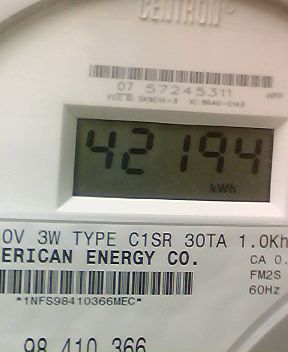 CENTRON
07 57245311
42194
kWh
0V 3W TYPE C1SR 30TA 1.0Kh
ERICAN ENERGY CO.
CA 0.
FM2S
60Hz
*1NFS98410366MEC*
98 410 366